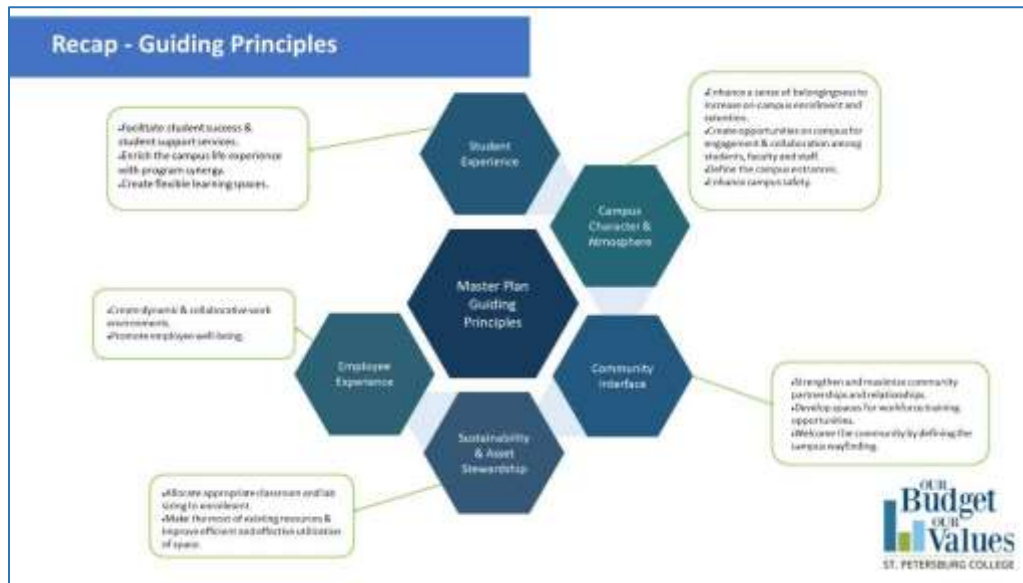 Recap - Guiding Principles
Facilitate student success &
student support services.
Enrich the campus life experience
with program synergy.
Create flexible learning spaces.
Student
Experience
Enhance a sense of belongingness to
increase on-campus enrollment and
retention.
Create opportunities on campus for
engagement & collaboration among
students, faculty and staff.
Define the campus entrances.
Enhance campus safety.
Campus
Character &
Atmosphere
Master Plan
Guiding
Principles
Create dynamic & collaborative work
environments.
Promote employee well-being.
Employee
Experience
Community
Interface
Strengthen and maximize community
partnerships and relationships.
Develop spaces for workforce training
opportunities.
Welcome the community by defining the
campus wayfinding.
Sustainability
& Asset
Stewardship
Allocate appropriate classroom and lab
sizing to enrollment.
Make the most of existing resources &
improve efficient and effective utilization
of space.
OUR
Budget
OUR
Values
ST. PETERSBURG COLLEGE